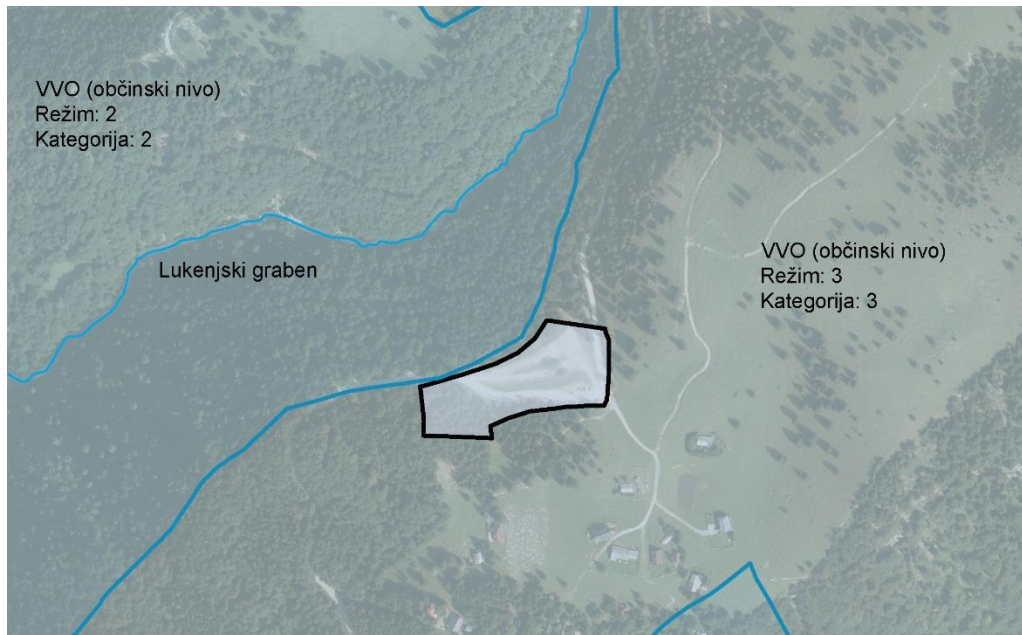 VVO (občinski nivo)
Režim: 2
Kategorija: 2
Lukenjski graben
VVO (občinski nivo)
Režim: 3
Kategorija: 3